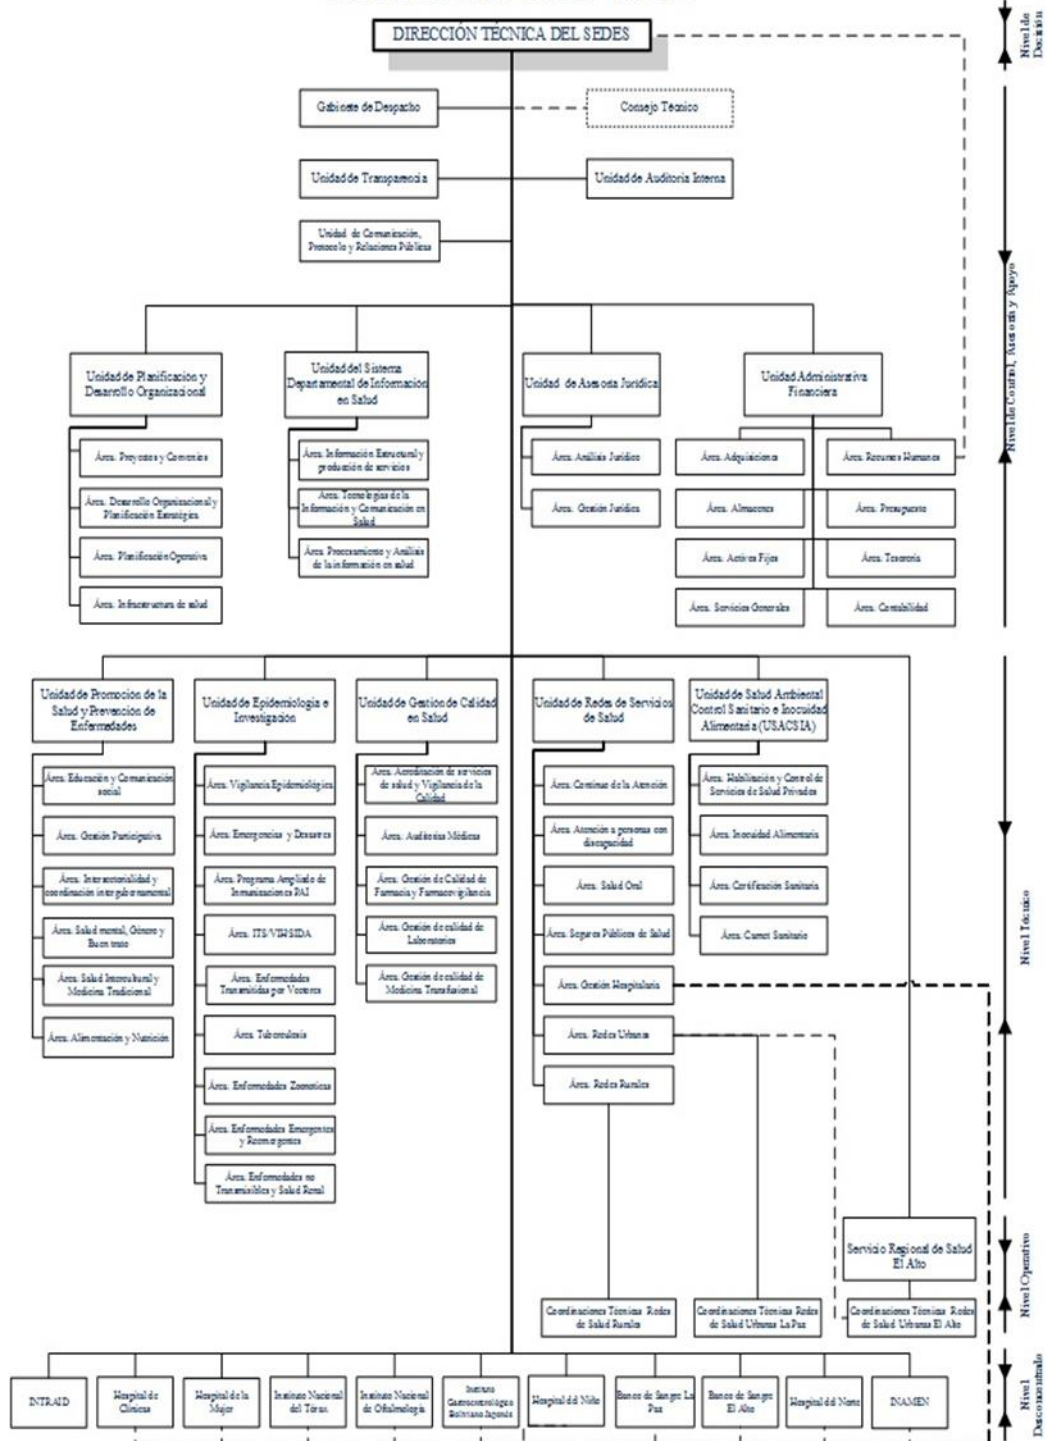 DIRECCIÓN TÉCNICA DEL SEDES
Nivel de
Decisión
Gabinete de Despacho
Consejo Técnico
Unidad de Transparencia
Unidad de Auditoria Interna
Unidad de Comunicación,
Protocolo y Relaciones Públicas
Nivel de Control, Asesoria y Apoyo
Unidad de Planificación y
Desarrollo Organizacional
Unidad del Sistema
Departamental de Informacion
en Salud
Unidad de Asesoria Juridica
Unidad Administrativa
Financiera
Área. Proyectos y Convenios
Área. Desarrollo Organizacional y
Planificación Estratégica
Área. Planificación Operativa
Área. Infraestructura de salud
Área. Información Estructural y
producción de servicios
Área. Tecnologías de la
Información y Comunicación en
Salud
Área. Procesamiento y Análisis
de la información en salud
Área. Análisis Jurídico
Área. Gestión Jurídica
Área. Adquisiciones
Área. Recursos Humanos
Área. Almacenes
Área. Presupuesto
Área. Activos Fijos
Área. Tesorería
Área. Servicios Generales
Área. Contabilidad
Unidad de Promocion de la
Salud y Prevención de
Enfermedades
Unidad de Epidemiologia e
Investigación
Unidad de Gestión de Calidad
en Salud
Unidad de Redes de Servicios
de Salud
Unidad de Salud Ambiental
Control Sanitario e Inocuidad
Alimentaria (USACSIA)
Área. Educación y Comunicación
social
Área. Gestión Participativa
Área. Intersectorialidad y
coordinación intergubernamental
Área. Salud mental, Género y
Buen trato
Área. Salud Intercultural y
Medicina Tradicional
Área. Alimentación y Nutrición
Área. Vigilancia Epidemiológica
Área. Emergencias y Desastres
Área. Programa Ampliado de
Inmunizaciones PAI
Área. ITS/VIH/SIDA
Área. Enfermedades
Transmitidas por Vectores
Área. Tuberculosis
Área. Enfermedades Zoonoticas
Área. Enfermedades Emergentes
y Reemergentes
Área. Enfermedades no
Transmisibles y Salud Renal
Área. Acreditación de servicios
de salud y Vigilancia de la
Calidad
Área. Auditorias Médicas
Área. Gestión de Calidad de
Farmacia y Farmacovigilancia
Área. Gestión de calidad de
Laboratorios
Área. Gestión de calidad de
Medicina Transfusional
Área. Continuo de la Atención
Área. Atención a personas con
discapacidad
Área. Salud Oral
Área. Seguros Públicos de Salud
Área. Gestión Hospitalaria
Área. Redes Urbanas
Área. Redes Rurales
Área. Habilitación y Control de
Servicios de Salud Privados
Área. Inocuidad Alimentaria
Área. Certificación Sanitaria
Área. Carnet Sanitario
Nivel Técnico
Servicio Regional de Salud
El Alto
Nivel Operativo
Coordinaciones Técnicas Redes
de Salud Rurales
Coordinaciones Técnicas Redes
de Salud Urbanas La Paz
Coordinaciones Técnicas Redes
de Salud Urbanas El Alto
INTRAID
Hospital de
Clínicas
Hospital de la
Mujer
Instituto Nacional
del Tórax
Instituto Nacional
de Oftalmología
Instituto
Gastroenterológico
Boliviano Japonés
Hospital del Niño
Banco de Sangre La
Paz
Banco de Sangre
El Alto
Hospital del Norte
INAMEN
Nivel
Desconcentrado